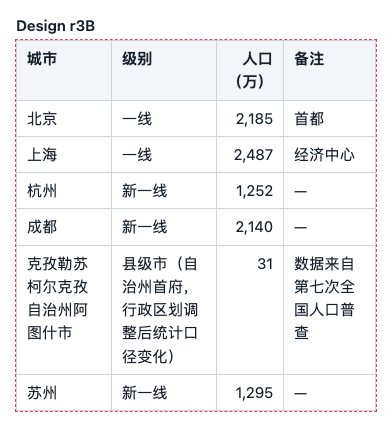 Design r3B
城市 级别 人口 备注
(万)
北京 一线 2,185 首都
上海 一线 2,487 经济中心
杭州 新一线 1,252 —
成都 新一线 2,140 —
克孜勒苏 县级市（自 31 数据来自
柯尔克孜 治州首府， 第七次全
自治州阿 行政区划调 国人口普
图什市 整后统计口 查
径变化）
苏州 新一线 1,295 —